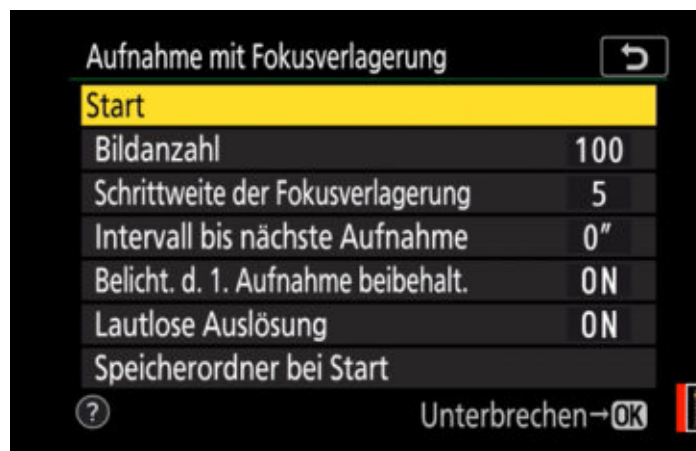 Aufnahme mit Fokusverlagerung
Start
Bildanzahl 100
Schrittweite der Fokusverlagerung 5
Intervall bis nächste Aufnahme 0"
Belicht. d. 1. Aufnahme beibehalt. ON
Lautlose Auslösung ON
Speicherordner bei Start
? Unterbrechen→OK